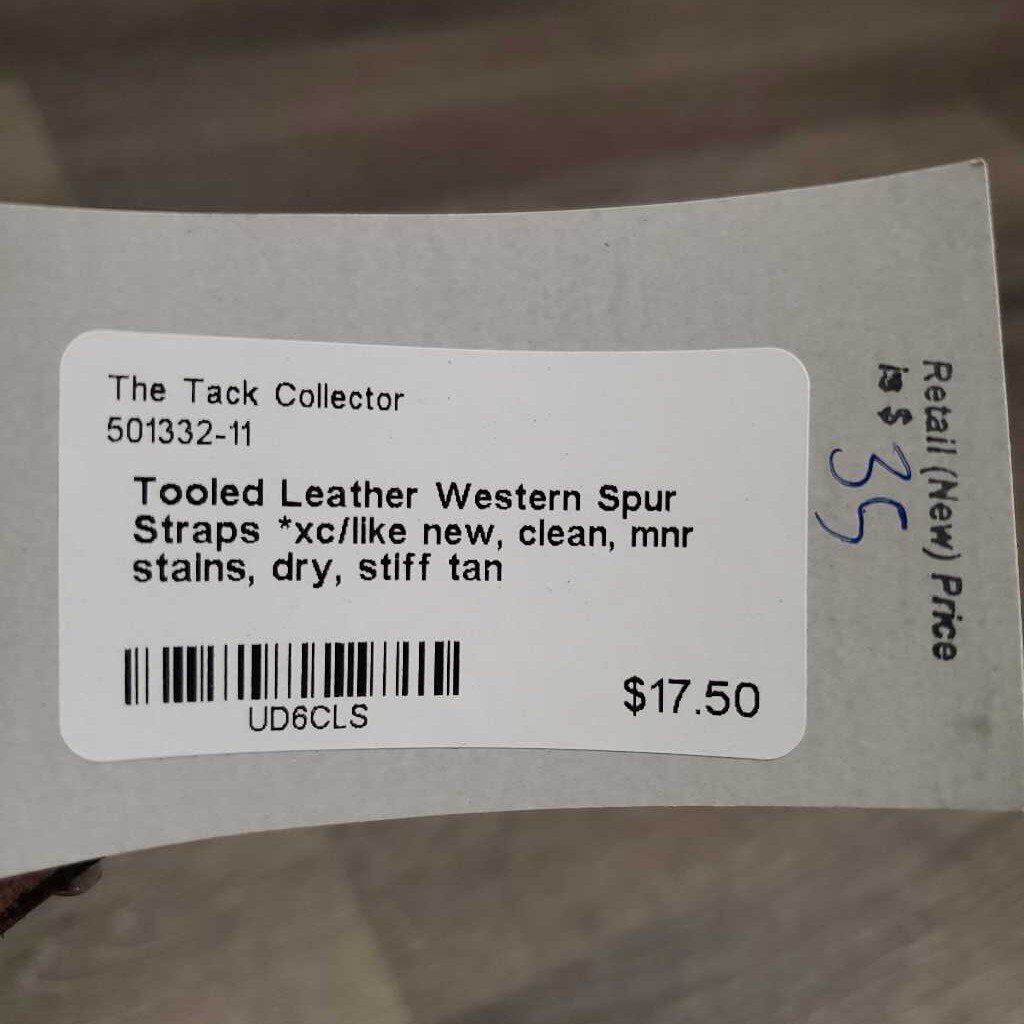 The Tack Collector
501332-11
Tooled Leather Western Spur
Straps *xc/like new, clean, mnr
stains, dry, stiff tan
UD6CLS
$17.50
Retail (New) Price
is $ 35